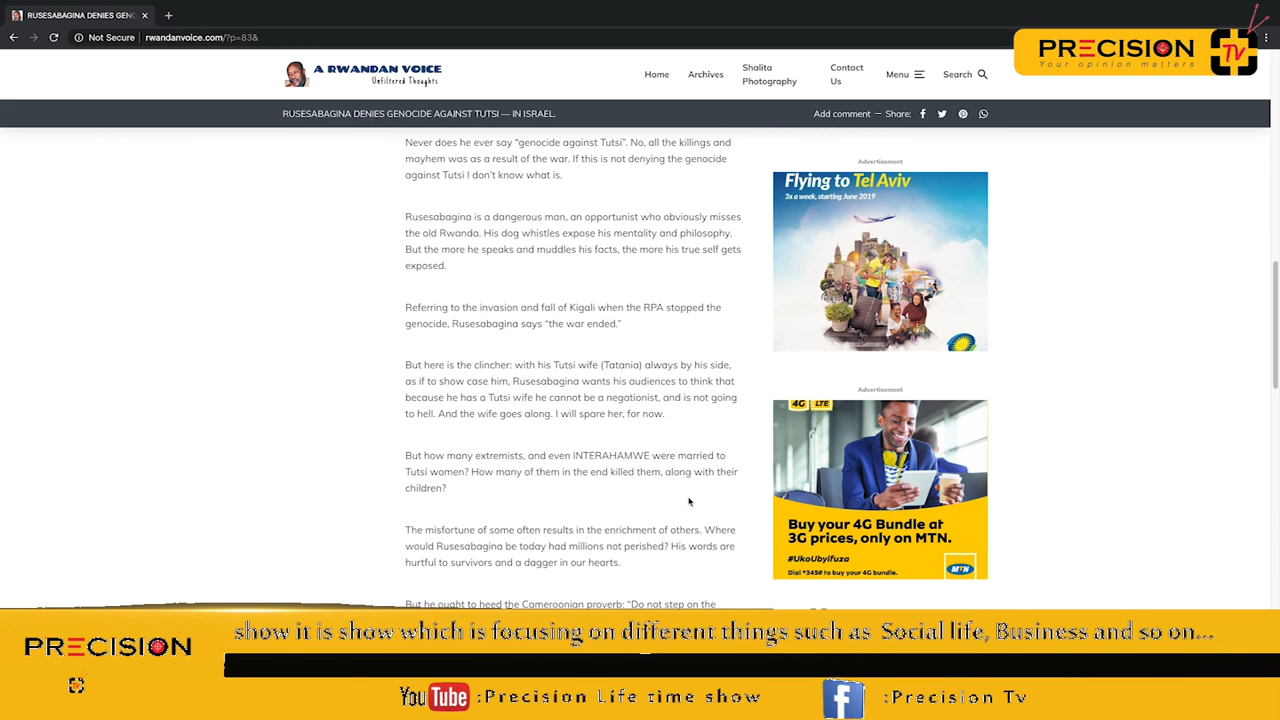 RUSESABAGINA DENIES GENO
Not Secure
rwandanvoice.com/?p=83&
PRECISION
TV
Your opinion matters
A RWANDAN VOICE
Unfiltered Thoughts
Home
Archives
Shalita Photography
Contact Us
Menu
Search
RUSESABAGINA DENIES GENOCIDE AGAINST TUTSI — IN ISRAEL.
Add comment — Share:
Never does he ever say “genocide against Tutsi”. No, all the killings and
mayhem was as a result of the war. If this is not denying the genocide
against Tutsi I don’t know what is.
Rusesabagina is a dangerous man, an opportunist who obviously misses
the old Rwanda. His dog whistles expose his mentality and philosophy.
But the more he speaks and muddles his facts, the more his true self gets
exposed.
Referring to the invasion and fall of Kigali when the RPA stopped the
genocide, Rusesabagina says “the war ended.”
But here is the clincher: with his Tutsi wife (Tatania) always by his side,
as if to show case him, Rusesabagina wants his audiences to think that
because he has a Tutsi wife he cannot be a negationist, and is not going
to hell. And the wife goes along. I will spare her, for now.
But how many extremists, and even INTERAHAMWE were married to
Tutsi women? How many of them in the end killed them, along with their
children?
The misfortune of some often results in the enrichment of others. Where
would Rusesabagina be today had millions not perished? His words are
hurtful to survivors and a dagger in our hearts.
But he ought to heed the Cameroonian proverb: “Do not step on the
Advertisement
Flying to Tel Aviv
3x a week, starting June 2019
Advertisement
4G LTE
Buy your 4G Bundle at
3G prices, only on MTN.
#UkoUbyifuza
Dial *345# to buy your 4G bundle.
MTN
PRECISION
show it is show which is focusing on different things such as Social life, Business and so on...
YouTube :Precision Life time show
f :Precision Tv